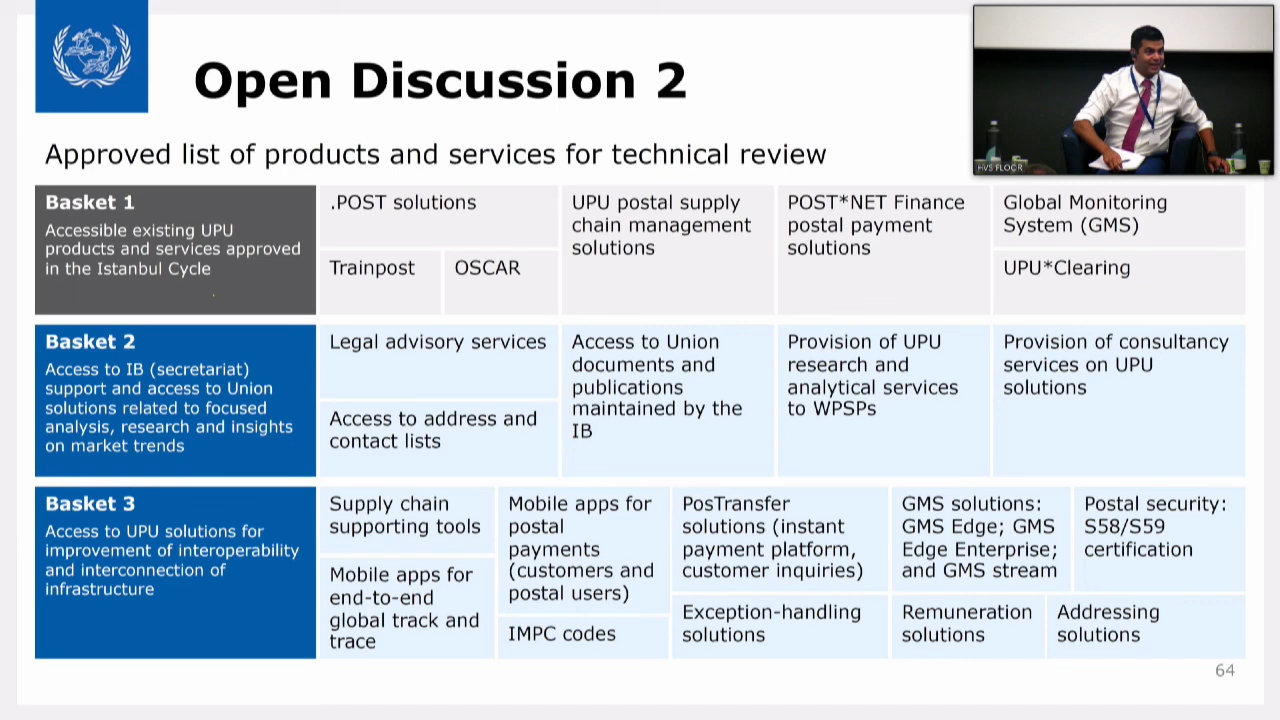 Open Discussion 2
HVS FLOOR
Approved list of products and services for technical review
Basket 1
Accessible existing UPU
products and services approved
in the Istanbul Cycle
.POST solutions
Trainpost
OSCAR
UPU postal supply
chain management
solutions
POST*NET Finance
postal payment
solutions
Global Monitoring
System (GMS)
UPU*Clearing
Basket 2
Access to IB (secretariat)
support and access to Union
solutions related to focused
analysis, research and insights
on market trends
Legal advisory services
Access to address and
contact lists
Access to Union
documents and
publications
maintained by the
IB
Provision of UPU
research and
analytical services
to WPSPs
Provision of consultancy
services on UPU
solutions
Basket 3
Access to UPU solutions for
improvement of interoperability
and interconnection of
infrastructure
Supply chain
supporting tools
Mobile apps for
end-to-end
global track and
trace
Mobile apps for
postal
payments
(customers and
postal users)
IMPC codes
PosTransfer
solutions (instant
payment platform,
customer inquiries)
Exception-handling
solutions
GMS solutions:
GMS Edge; GMS
Edge Enterprise;
and GMS stream
Remuneration
solutions
Postal security:
S58/S59
certification
Addressing
solutions
64